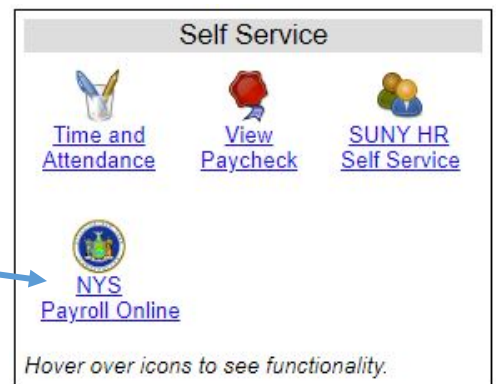 Self Service
Time and
Attendance
View
Paycheck
SUNY HR
Self Service
NYS
Payroll Online
Hover over icons to see functionality.